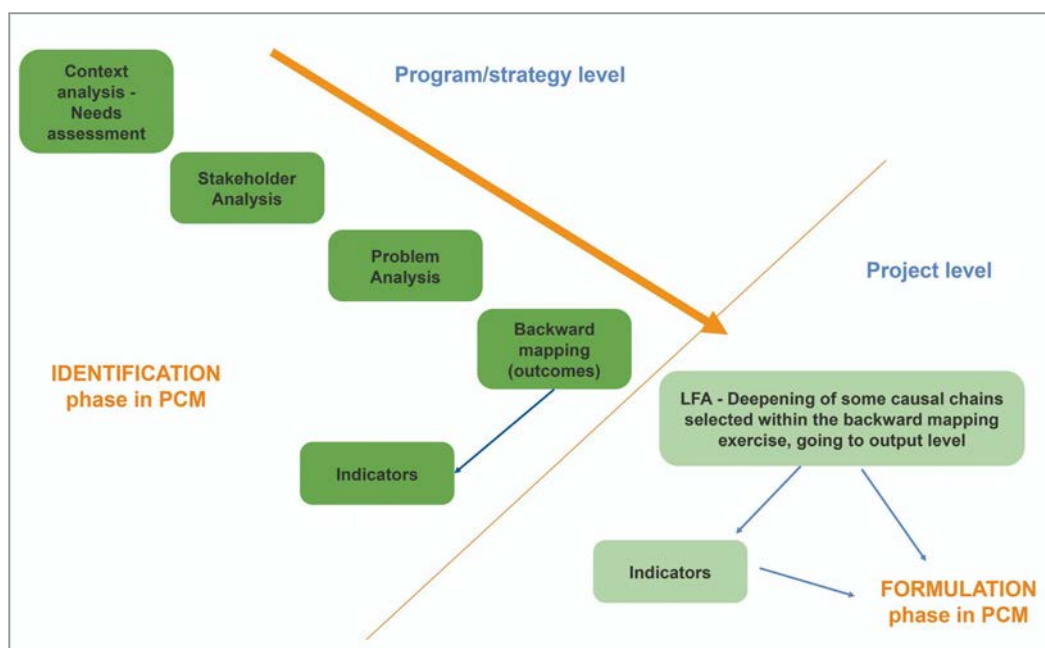 Context
analysis -
Needs
assessment
Program/strategy level
Stakeholder
Analysis
Problem
Analysis
Project level
Backward
mapping
(outcomes)
IDENTIFICATION
phase in PCM
LFA - Deepening of some causal chains
selected within the backward mapping
exercise, going to output level
Indicators
Indicators
FORMULATION
phase in PCM